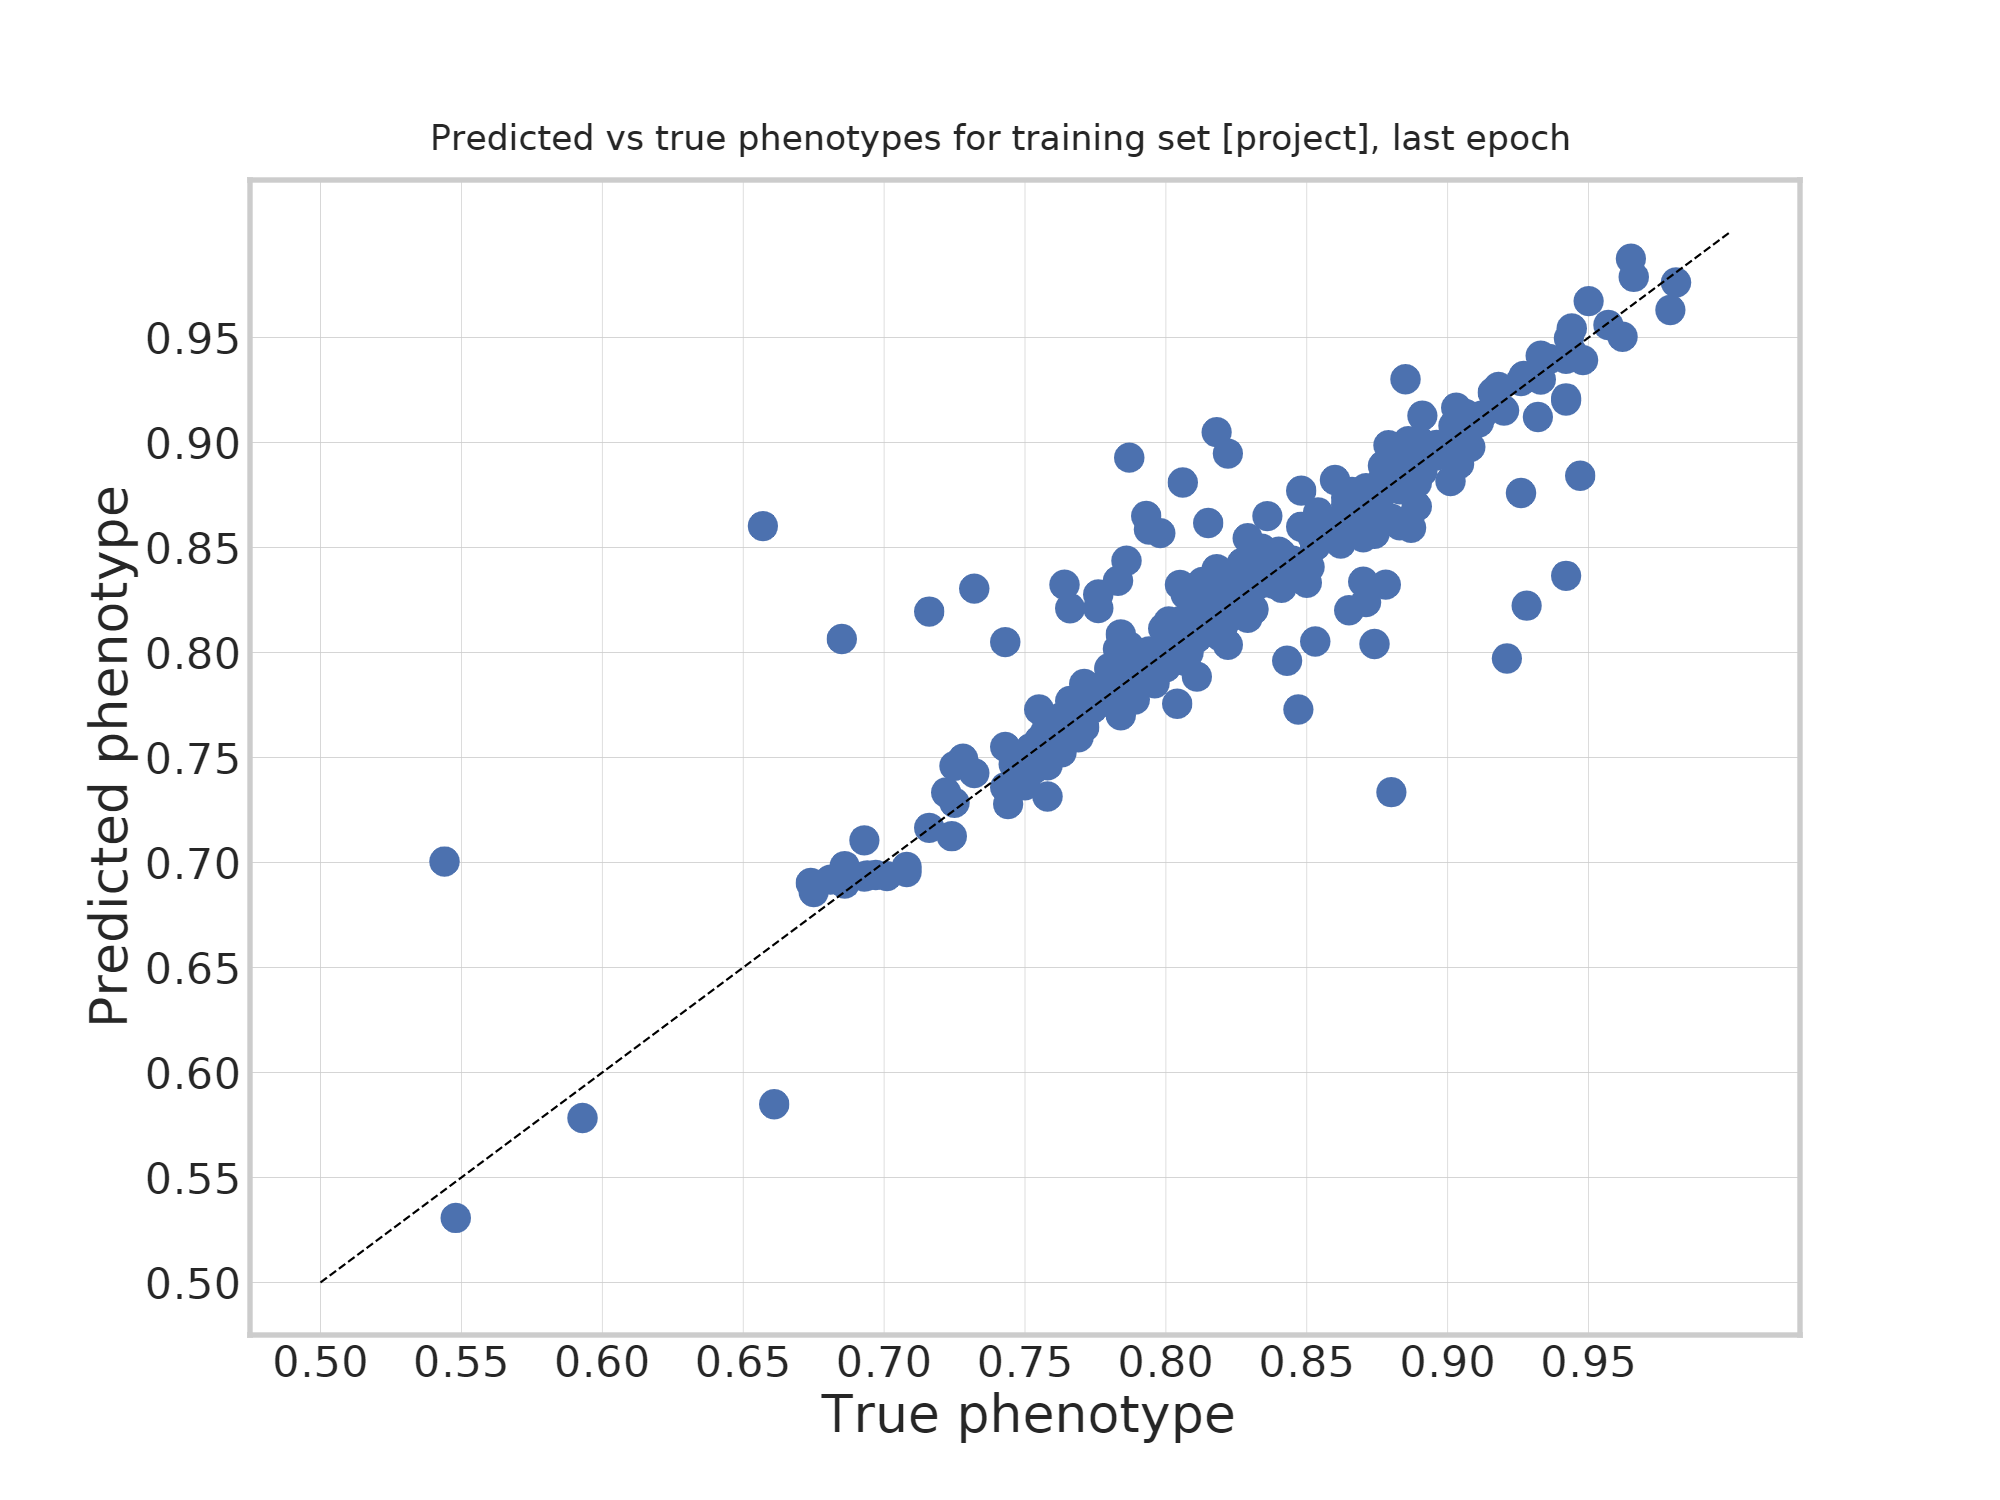 Predicted vs true phenotypes for training set [project], last epoch
Predicted phenotype
0.95
0.90
0.85
0.80
0.75
0.70
0.65
0.60
0.55
0.50
0.50 0.55 0.60 0.65 0.70 0.75 0.80 0.85 0.90 0.95
True phenotype